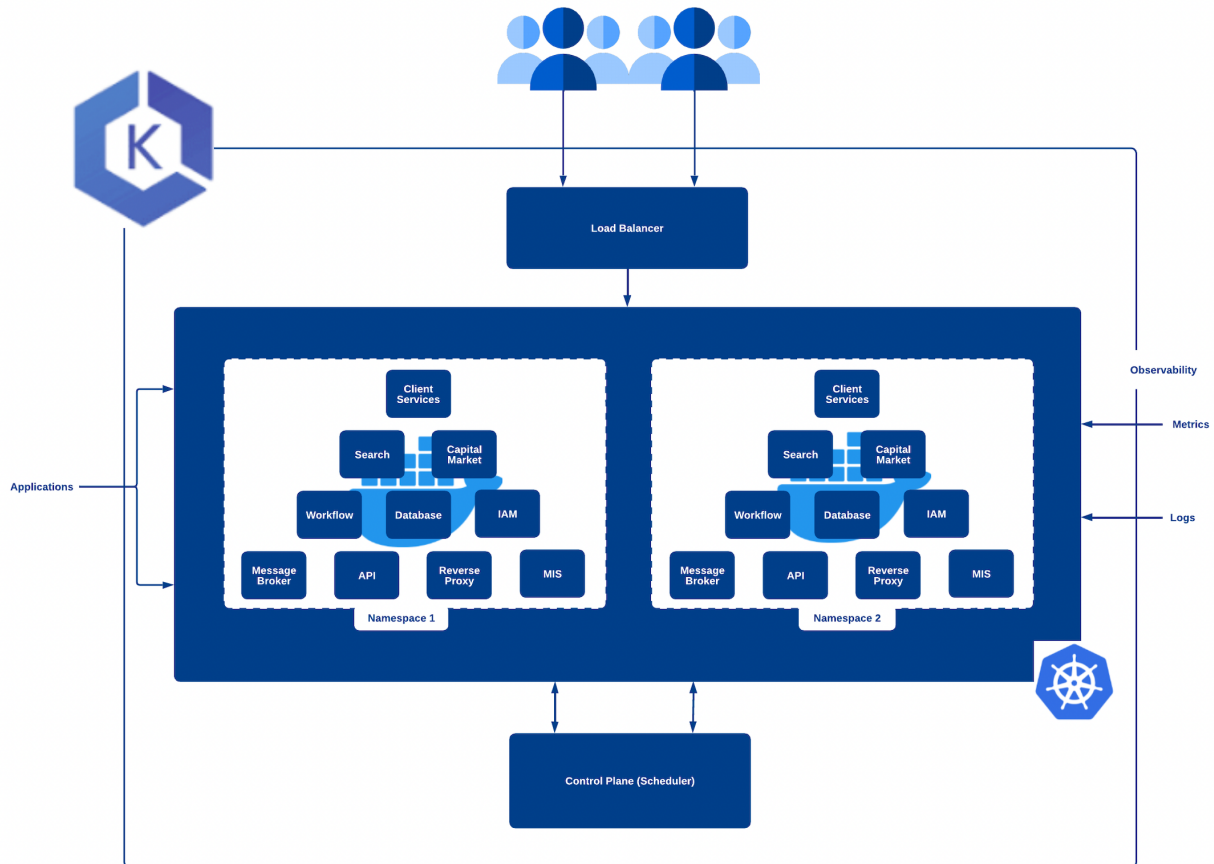 K
Load Balancer
Observability
Client
Services
Client
Services
Metrics
Search
Capital
Market
Search
Capital
Market
Applications
Workflow
Database
IAM
Workflow
Database
IAM
Logs
Message
Broker
API
Reverse
Proxy
MIS
Message
Broker
API
Reverse
Proxy
MIS
Namespace 1
Namespace 2
Control Plane (Scheduler)